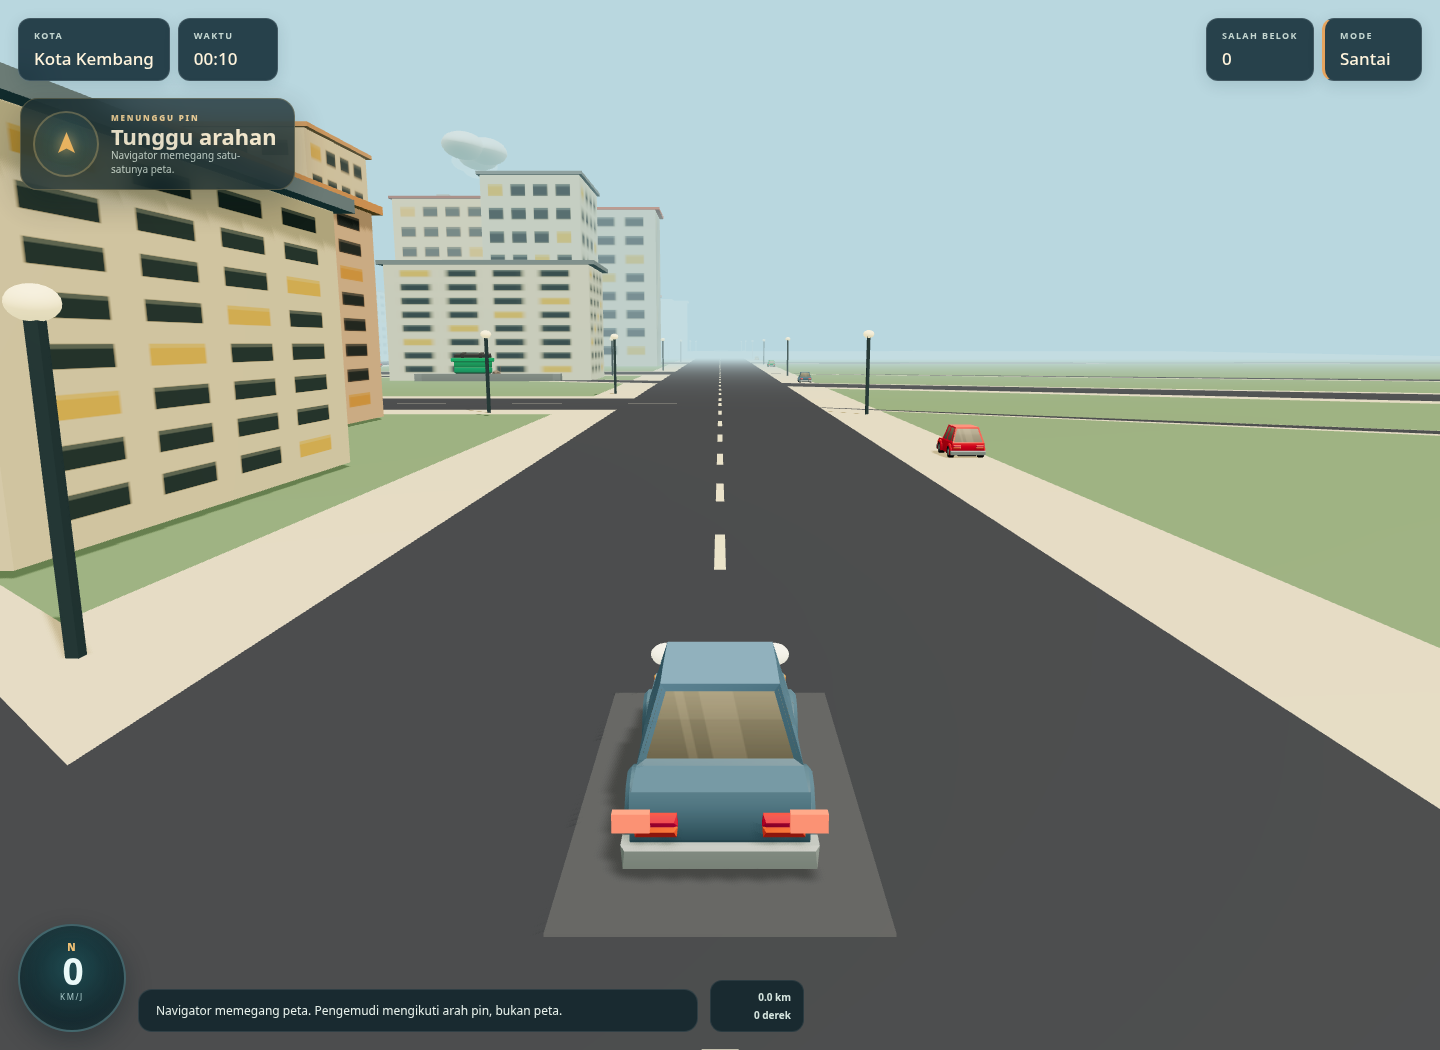 KOTA
Kota Kembang
WAKTU
00:10
SALAH BELOK
0
MODE
Santai
MENUNGGU PIN
Tunggu arahan
Navigator memegang satu-
satunya peta.
N
0
KM/J
Navigator memegang peta. Pengemudi mengikuti arah pin, bukan peta.
0.0 km
0 derek